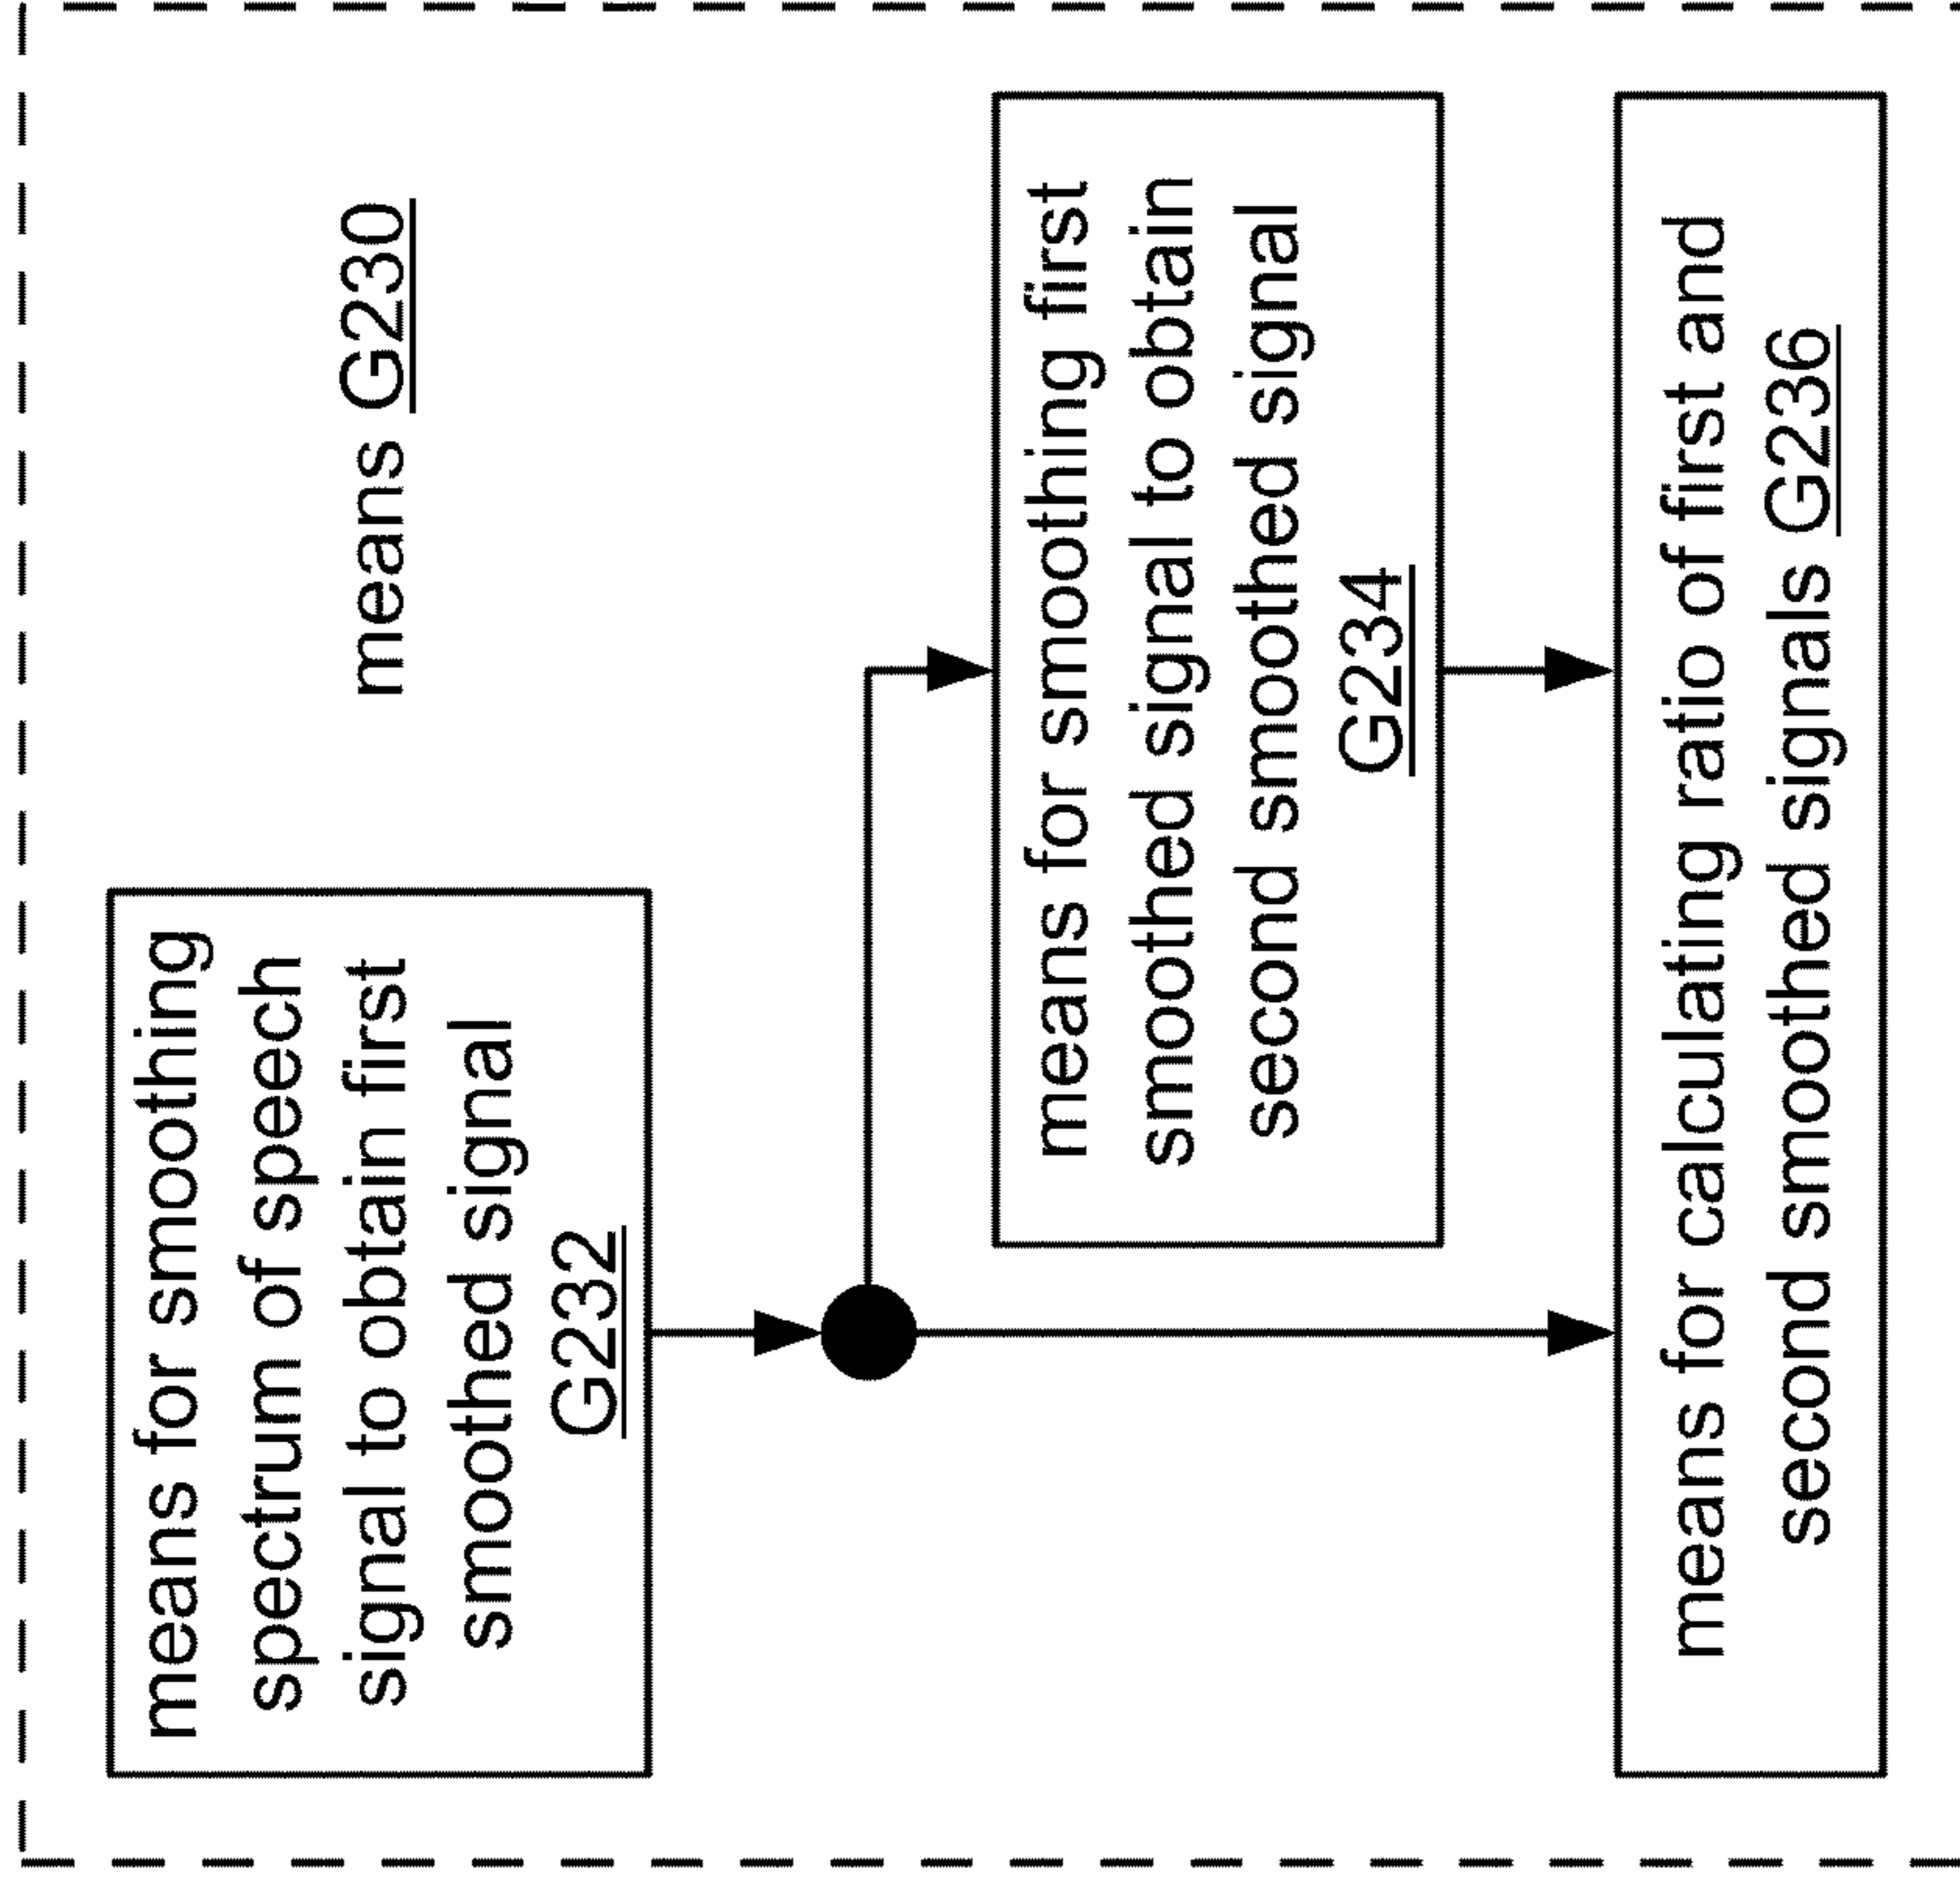 means for smoothing
spectrum of speech
signal to obtain first
smoothed signal
G232
means G230
means for smoothing first
smoothed signal to obtain
second smoothed signal
G234
means for calculating ratio of first and
second smoothed signals G236